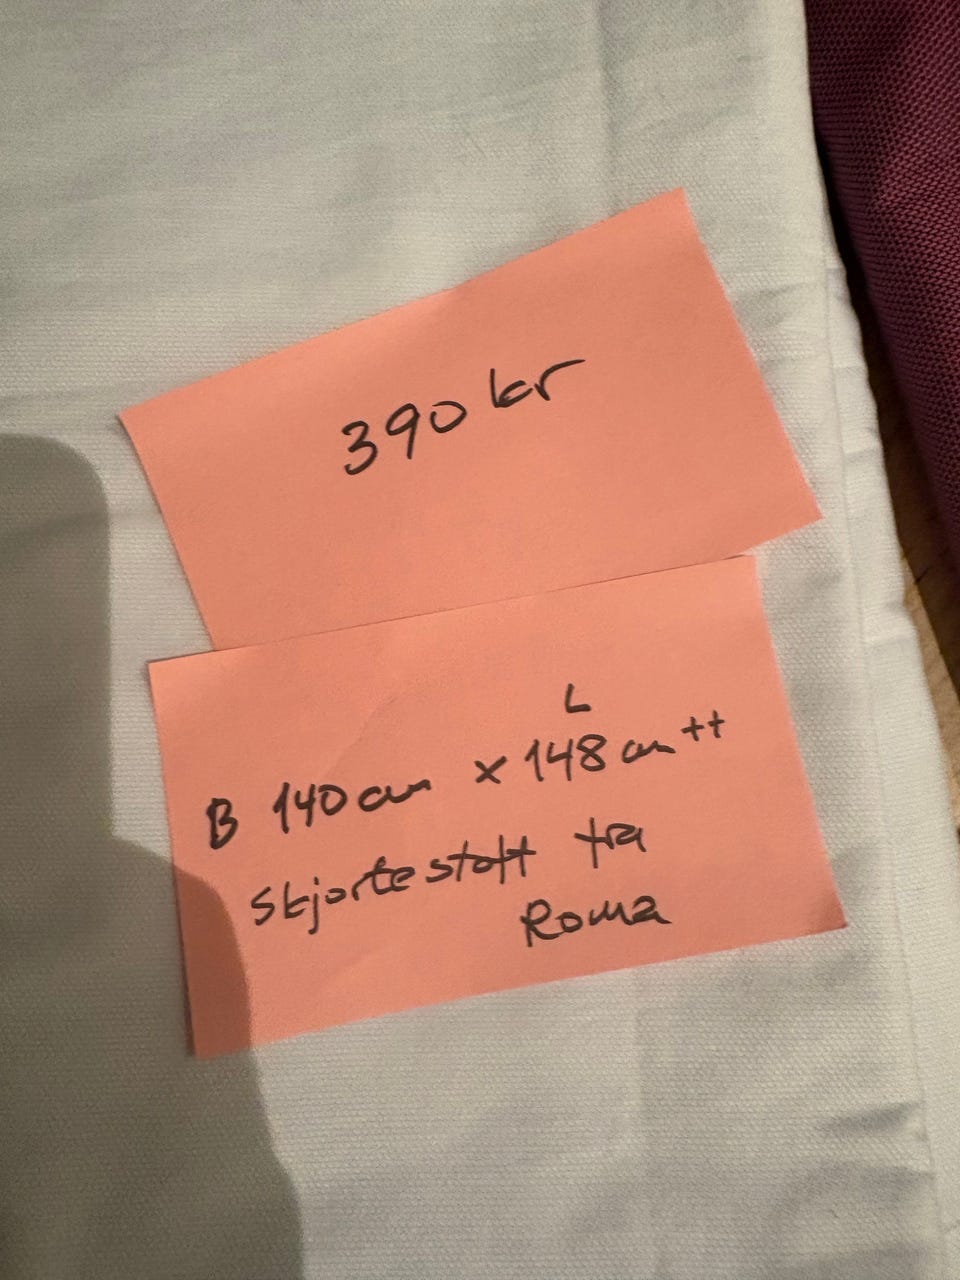 390 kr
L
B 140 cm x 148 cm ++
Skjortestoff fra
Roma